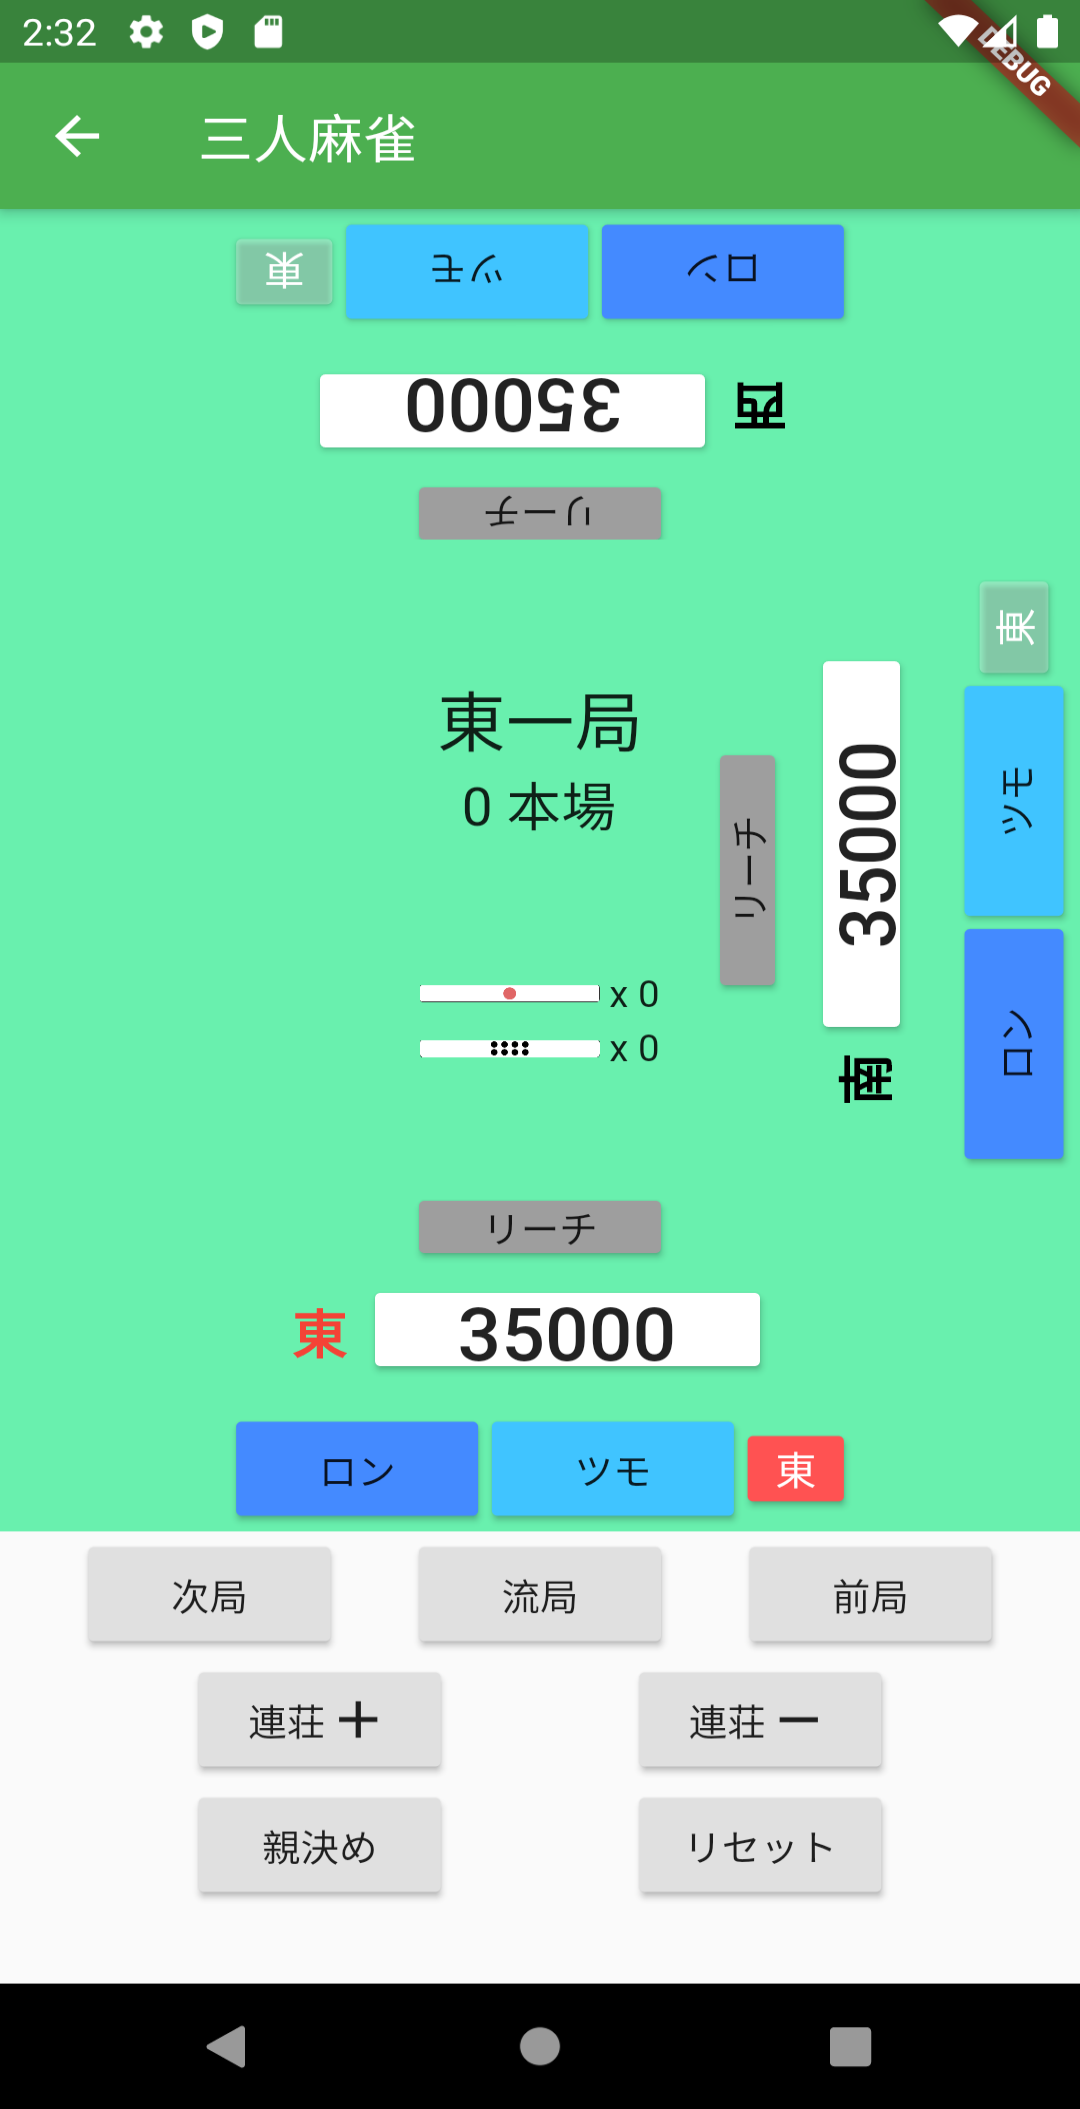 2:32
DEBUG
三人麻雀
東 ツモ ロン
35000 西
リーチ
東一局
0 本場
x 0
x 0
リーチ
35000
南
東
ツモ
ロン
リーチ
東 35000
ロン ツモ 東
次局 流局 前局
連荘 ＋ 連荘 −
親決め リセット